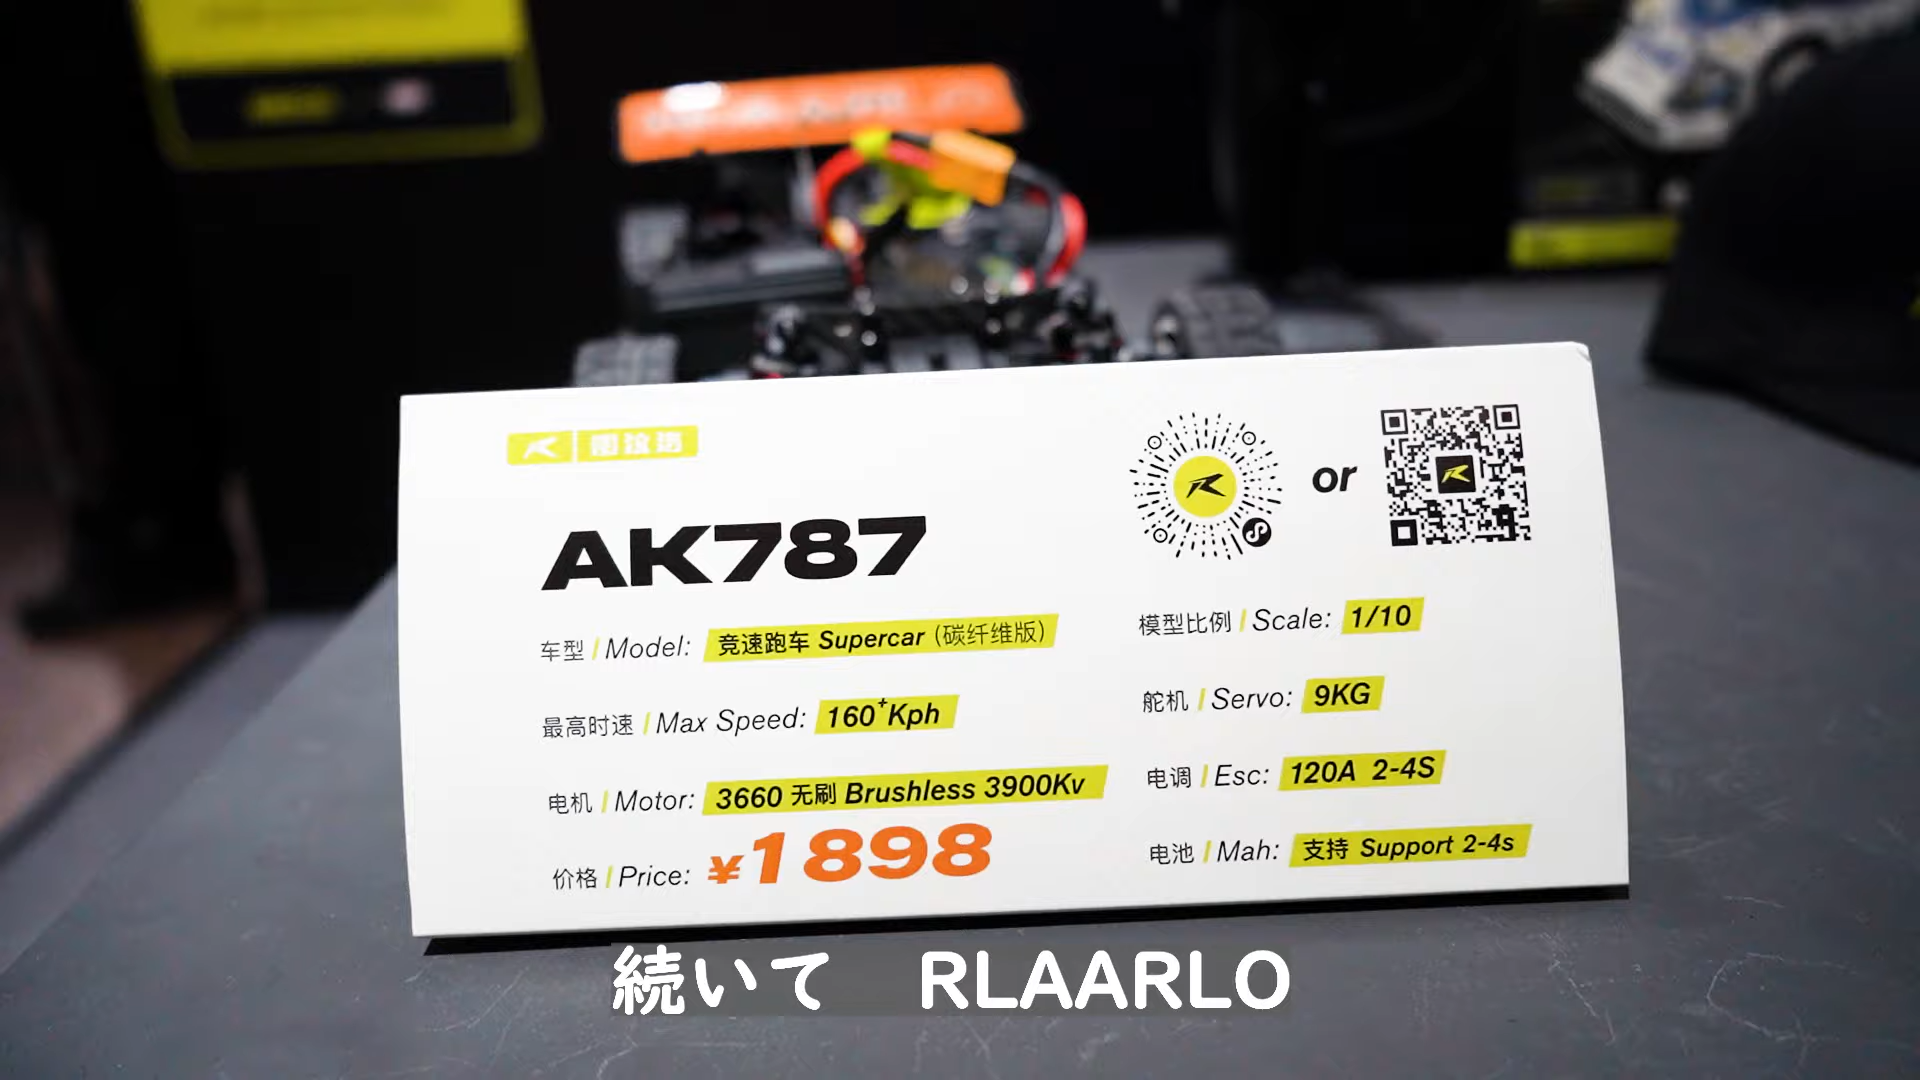 AK787
or
车型 / Model: 竞速跑车 Supercar (碳纤维版)
最高时速 / Max Speed: 160+Kph
电机 / Motor: 3660 无刷 Brushless 3900Kv
价格 / Price: ¥1898
模型比例 / Scale: 1/10
舵机 / Servo: 9KG
电调 / Esc: 120A 2-4S
电池 / Mah: 支持 Support 2-4s
続いて RLAARLO